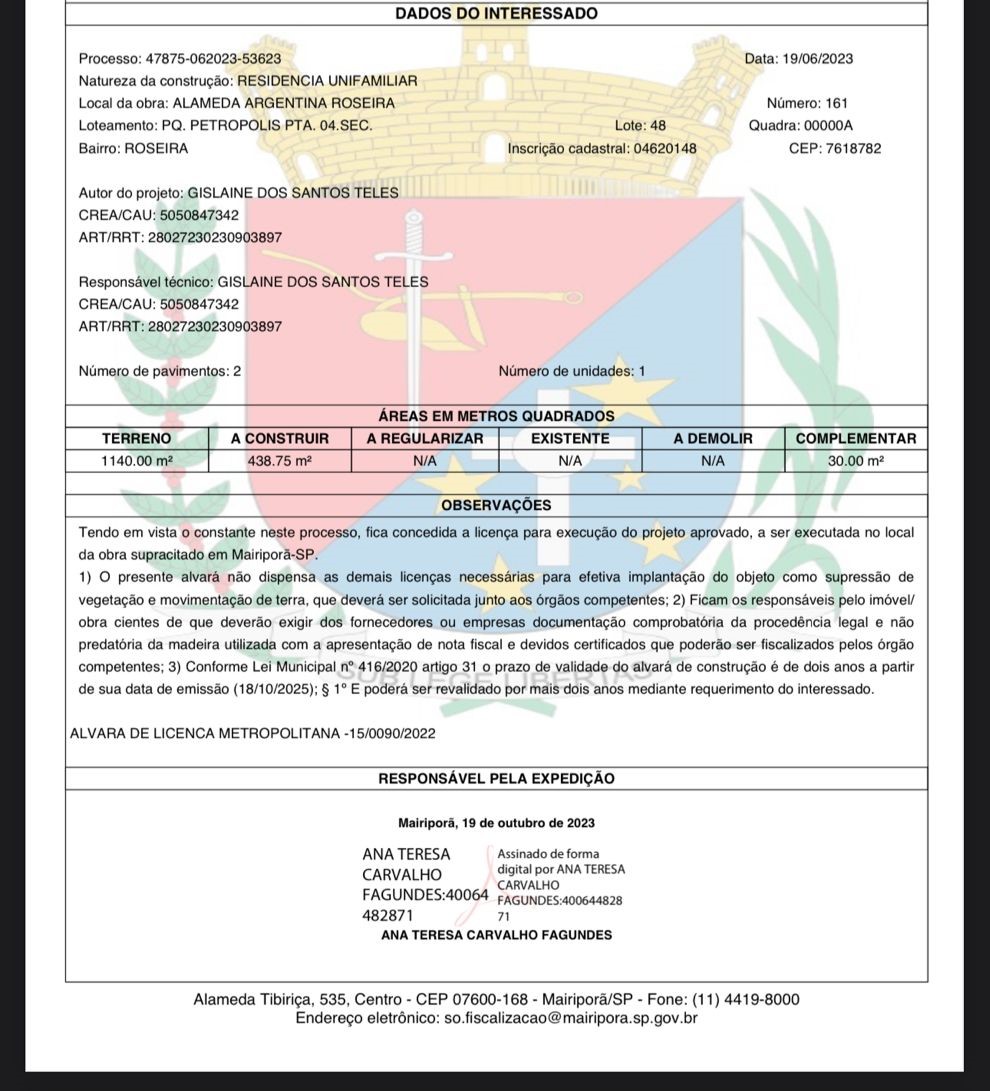 DADOS DO INTERESSADO
Processo: 47875-062023-53623 Data: 19/06/2023
Natureza da construção: RESIDENCIA UNIFAMILIAR
Local da obra: ALAMEDA ARGENTINA ROSEIRA Número: 161
Loteamento: PQ. PETROPOLIS PTA. 04.SEC. Lote: 48 Quadra: 00000A
Bairro: ROSEIRA Inscrição cadastral: 04620148 CEP: 7618782
Autor do projeto: GISLAINE DOS SANTOS TELES
CREA/CAU: 5050847342
ART/RRT: 28027230230903897
Responsável técnico: GISLAINE DOS SANTOS TELES
CREA/CAU: 5050847342
ART/RRT: 28027230230903897
Número de pavimentos: 2 Número de unidades: 1
ÁREAS EM METROS QUADRADOS
TERRENO A CONSTRUIR A REGULARIZAR EXISTENTE A DEMOLIR COMPLEMENTAR
1140.00 m² 438.75 m² N/A N/A N/A 30.00 m²
OBSERVAÇÕES
Tendo em vista o constante neste processo, fica concedida a licença para execução do projeto aprovado, a ser executada no local
da obra supracitado em Mairiporã-SP.
1) O presente alvará não dispensa as demais licenças necessárias para efetiva implantação do objeto como supressão de
vegetação e movimentação de terra, que deverá ser solicitada junto aos órgãos competentes; 2) Ficam os responsáveis pelo imóvel/
obra cientes de que deverão exigir dos fornecedores ou empresas documentação comprobatória da procedência legal e não
predatória da madeira utilizada com a apresentação de nota fiscal e devidos certificados que poderão ser fiscalizados pelos órgão
competentes; 3) Conforme Lei Municipal nº 416/2020 artigo 31 o prazo de validade do alvará de construção é de dois anos a partir
SUB LEGE LIBERTAS
de sua data de emissão (18/10/2025); § 1º E poderá ser revalidado por mais dois anos mediante requerimento do interessado.
ALVARA DE LICENCA METROPOLITANA -15/0090/2022
RESPONSÁVEL PELA EXPEDIÇÃO
Mairiporã, 19 de outubro de 2023
ANA TERESA
CARVALHO
FAGUNDES:40064
482871
Assinado de forma
digital por ANA TERESA
CARVALHO
FAGUNDES:400644828
71
ANA TERESA CARVALHO FAGUNDES
Alameda Tibiriça, 535, Centro - CEP 07600-168 - Mairiporã/SP - Fone: (11) 4419-8000
Endereço eletrônico: so.fiscalizacao@mairipora.sp.gov.br